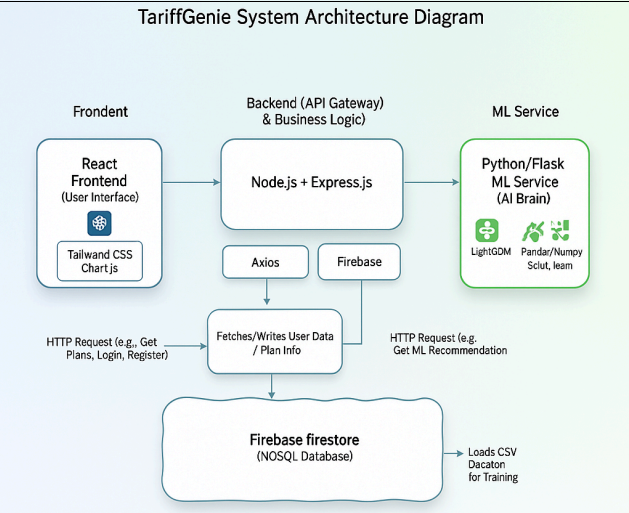 TariffGenie System Architecture Diagram
Frondent
Backend (API Gateway)
& Business Logic)
ML Service
React
Frontend
(User Interface)
Tailwand CSS
Chart js
Node.js + Express.js
Python/Flask
ML Service
(AI Brain)
LightGDM
Pandar/Numpy
Sclut, leam
Axios
Firebase
HTTP Request (e.g,, Get
Plans, Login, Register)
Fetches/Writes User Data
/ Plan Info
HTTP Request (e.g.
Get ML Recommendation
Firebase firestore
(NOSQL Database)
Loads CSV
Dacaton
for Training